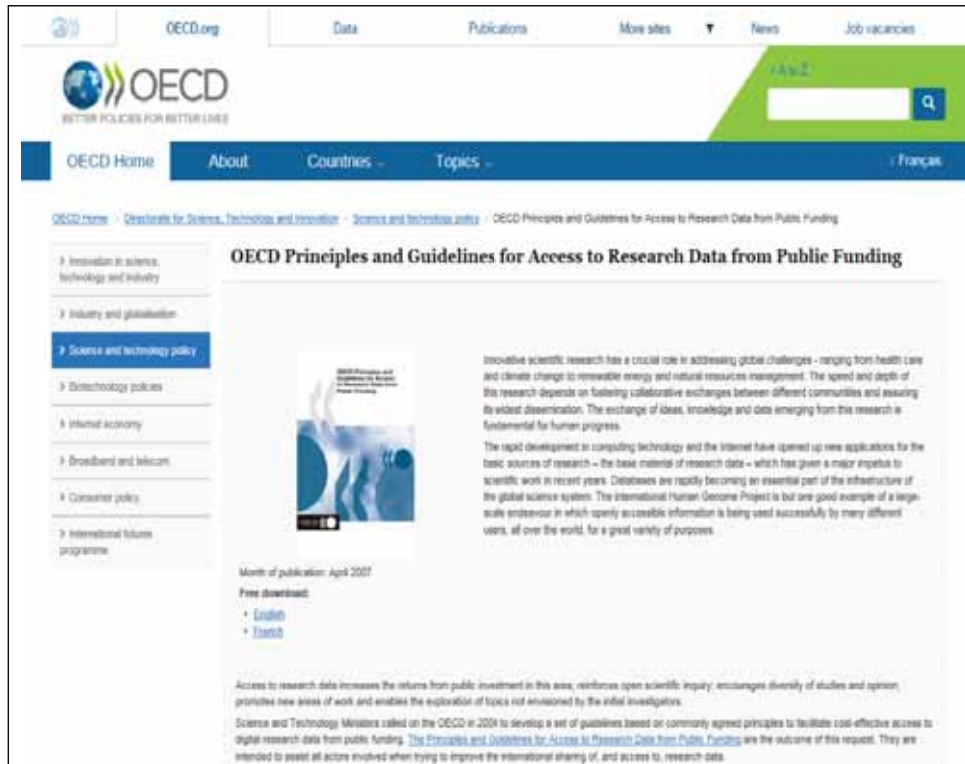 OECD.org Data Publications More sites ▼ News Job vacancies
OECD
BETTER POLICIES FOR BETTER LIVES
› A to Z
OECD Home About Countries Topics › Français
OECD Home › Directorate for Science, Technology and Innovation › Science and technology policy › OECD Principles and Guidelines for Access to Research Data from Public Funding
› Innovation in science,
technology and industry
› Industry and globalisation
› Science and technology policy
› Biotechnology policies
› Internet economy
› Broadband and telecom
› Consumer policy
› International futures
programme
OECD Principles and Guidelines for Access to Research Data from Public Funding
OECD Principles and
Guidelines for Access
to Research Data from
Public Funding
OECD
Innovative scientific research has a crucial role in addressing global challenges - ranging from health care
and climate change to renewable energy and natural resources management. The speed and depth of
this research depends on fostering collaborative exchanges between different communities and assuring
its widest dissemination. The exchange of ideas, knowledge and data emerging from this research is
fundamental for human progress.
The rapid development in computing technology and the Internet have opened up new applications for the
basic sources of research – the base material of research data – which has given a major impetus to
scientific work in recent years. Databases are rapidly becoming an essential part of the infrastructure of
the global science system. The international Human Genome Project is but one good example of a large-
scale endeavour in which openly accessible information is being used successfully by many different
users, all over the world, for a great variety of purposes.
Month of publication: April 2007
Free download:
• English
• French
Access to research data increases the returns from public investment in this area; reinforces open scientific inquiry; encourages diversity of studies and opinion;
promotes new areas of work and enables the exploration of topics not envisioned by the initial investigators.
Science and Technology Ministers called on the OECD in 2004 to develop a set of guidelines based on commonly agreed principles to facilitate cost-effective access to
digital research data from public funding. The Principles and Guidelines for Access to Research Data from Public Funding are the outcome of this request. They are
intended to assist all actors involved when trying to improve the international sharing of, and access to, research data.